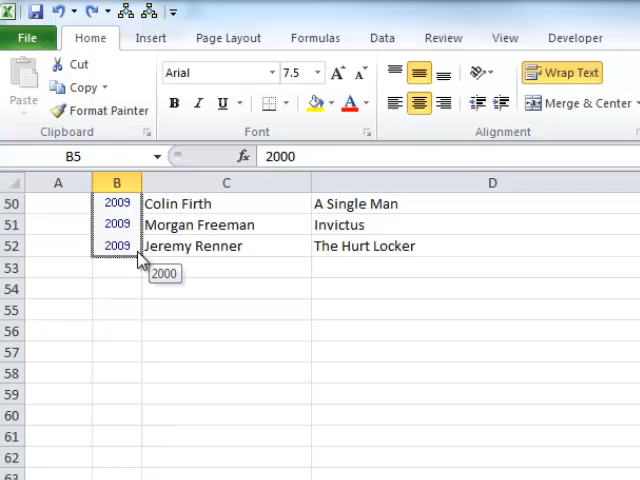 File Home Insert Page Layout Formulas Data Review View Developer
Paste Cut Arial 7.5 A A Wrap Text
Copy B I U A Merge & Center
Format Painter
Clipboard Font Alignment
B5 fx 2000
A B C D
50 2009 Colin Firth A Single Man
51 2009 Morgan Freeman Invictus
52 2009 Jeremy Renner The Hurt Locker
53 2000
54
55
56
57
58
59
60
61
62
63